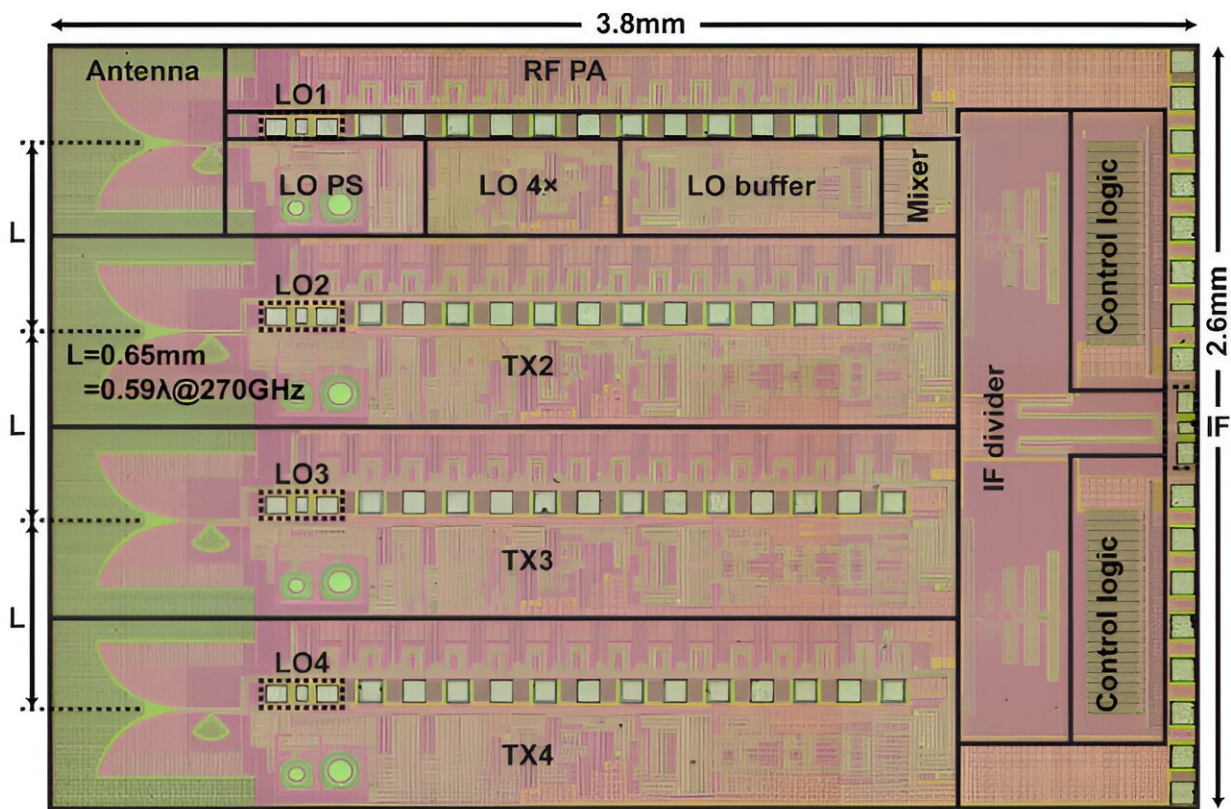 3.8mm
Antenna
RF PA
LO1
LO PS
LO 4×
LO buffer
Mixer
Control logic
L
LO2
2.6mm
L=0.65mm
=0.59λ@270GHz
TX2
IF divider
IF
L
LO3
TX3
Control logic
L
LO4
TX4